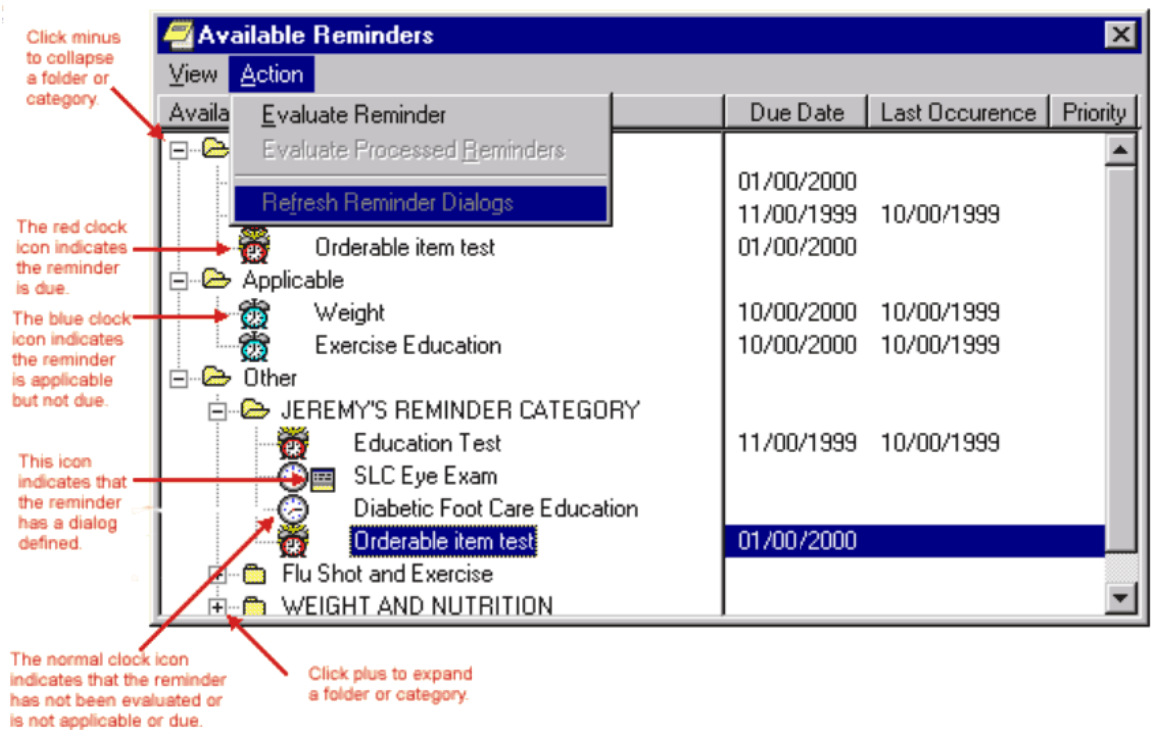 Click minus
to collapse
a folder or
category.
Available Reminders
View Action
Availa
Due Date Last Occurence Priority
Evaluate Reminder
Evaluate Processed Reminders
Refresh Reminder Dialogs
01/00/2000
11/00/1999 10/00/1999
The red clock
icon indicates
the reminder
is due.
Orderable item test 01/00/2000
Applicable
The blue clock
icon indicates
the reminder
is applicable
but not due.
Weight 10/00/2000 10/00/1999
Exercise Education 10/00/2000 10/00/1999
Other
JEREMY'S REMINDER CATEGORY
Education Test 11/00/1999 10/00/1999
This icon
indicates that
the reminder
has a dialog
defined.
SLC Eye Exam
Diabetic Foot Care Education
Orderable item test 01/00/2000
Flu Shot and Exercise
WEIGHT AND NUTRITION
The normal clock icon
indicates that the reminder
has not been evaluated or
is not applicable or due.
Click plus to expand
a folder or category.